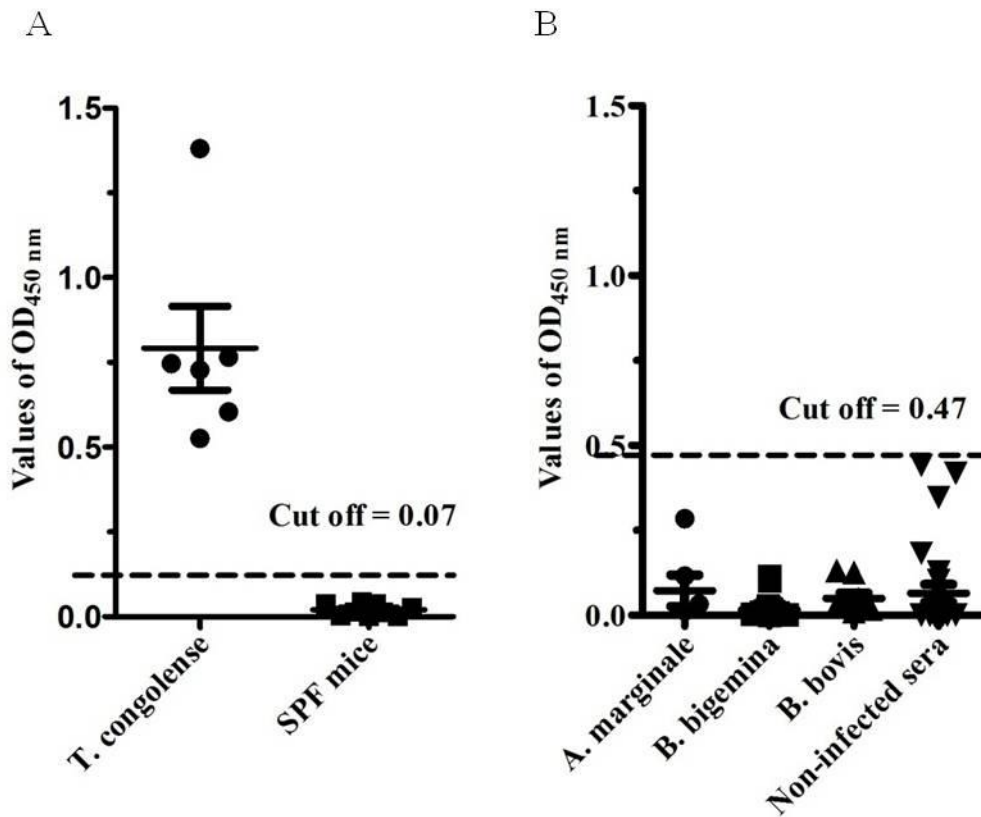 A
B
1.5
1.0
0.5
0.0
Values of OD450 nm
Cut off = 0.07
T. congolense
SPF mice
1.5
1.0
0.5
0.0
Values of OD450 nm
Cut off = 0.47
A. marginale
B. bigemina
B. bovis
Non-infected sera